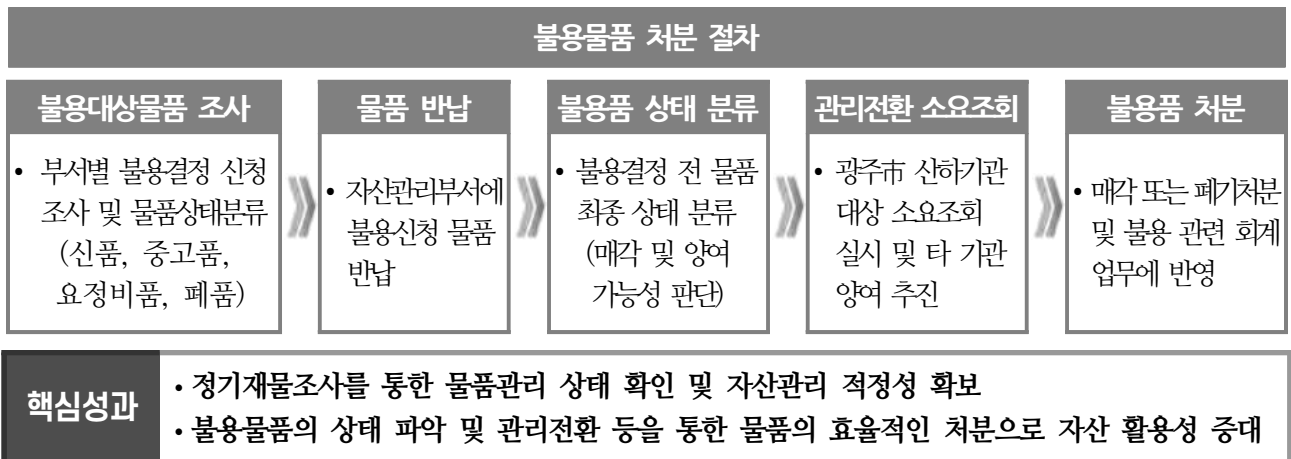 불용물품 처분 절차
불용대상물품 조사
• 부서별 불용결정 신청
조사 및 물품상태분류
(신품, 중고품,
요정비품, 폐품)
물품 반납
• 자산관리부서에
불용신청 물품
반납
불용품 상태 분류
• 불용결정 전 물품
최종 상태 분류
(매각 및 양여
가능성 판단)
관리전환 소요조회
• 광주市 산하기관
대상 소요조회
실시 및 타 기관
양여 추진
불용품 처분
• 매각 또는 폐기처분
및 불용 관련 회계
업무에 반영
핵심성과
• 정기재물조사를 통한 물품관리 상태 확인 및 자산관리 적정성 확보
• 불용물품의 상태 파악 및 관리전환 등을 통한 물품의 효율적인 처분으로 자산 활용성 증대